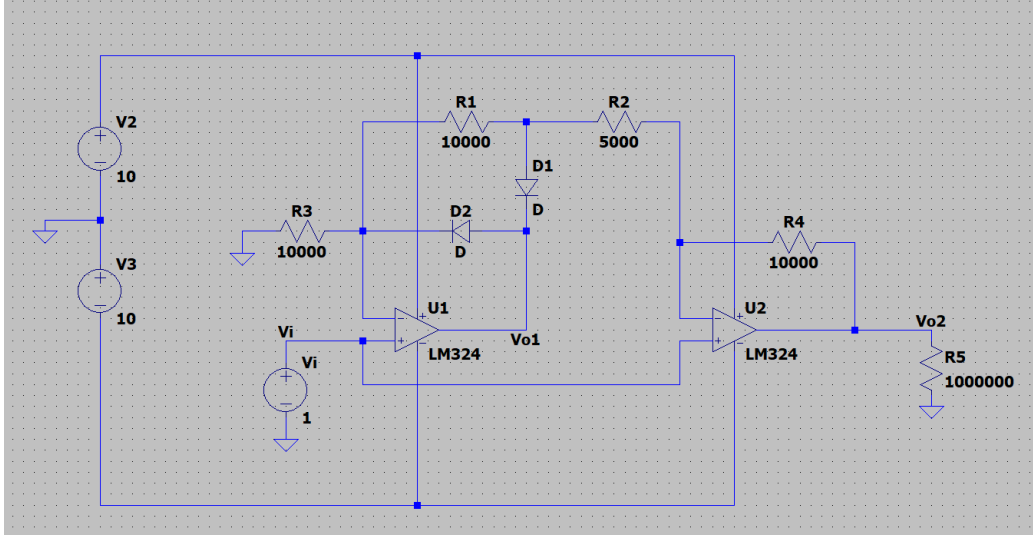 V2
10
V3
10
R1
10000
R2
5000
D1
D
R3
10000
D2
D
R4
10000
U1
+
-
LM324
Vo1
U2
LM324
Vi
Vi
1
Vo2
R5
1000000